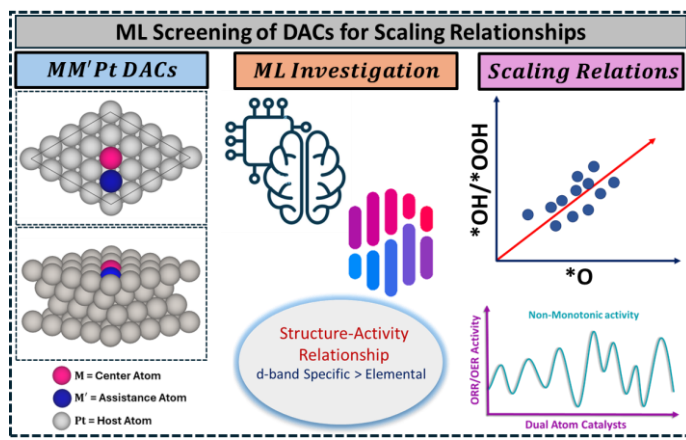 ML Screening of DACs for Scaling Relationships
MM′Pt DACs
M = Center Atom
M′ = Assistance Atom
Pt = Host Atom
ML Investigation
Structure-Activity
Relationship
d-band Specific > Elemental
Scaling Relations
*OH/*OOH
*O
Non-Monotonic activity
ORR/OER Activity
Dual Atom Catalysts